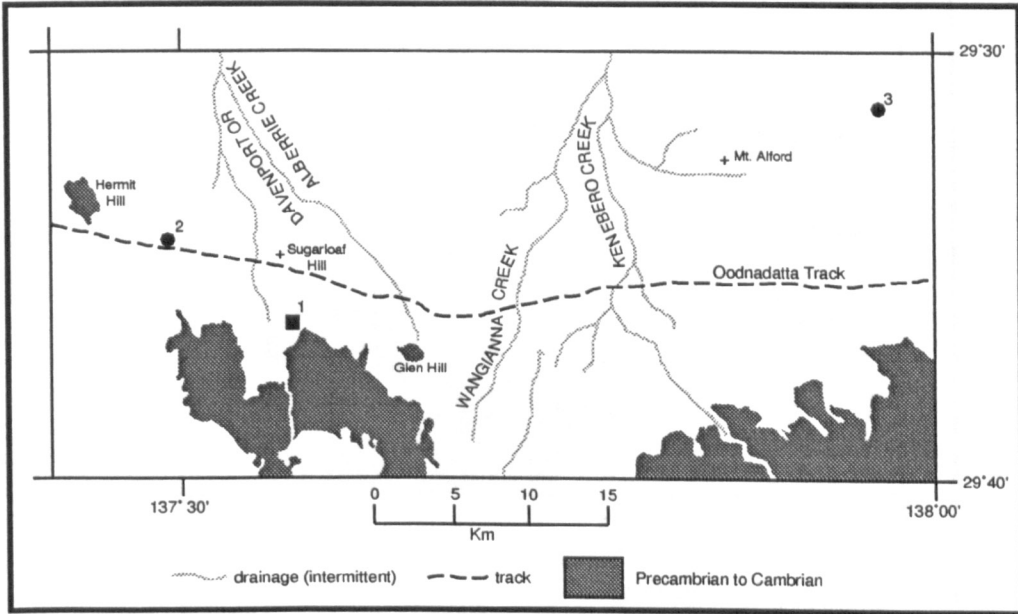 29°30'
3
ALBERRIE CREEK
DAVENPORT OR
KENEBERO CREEK
Mt. Alford
Hermit
Hill
2
Sugarloaf
Hill
Oodnadatta Track
WANGIANNA CREEK
1
Glen Hill
29°40'
137°30'
0 5 10 15
Km
138°00'
drainage (intermittent)
track
Precambrian to Cambrian